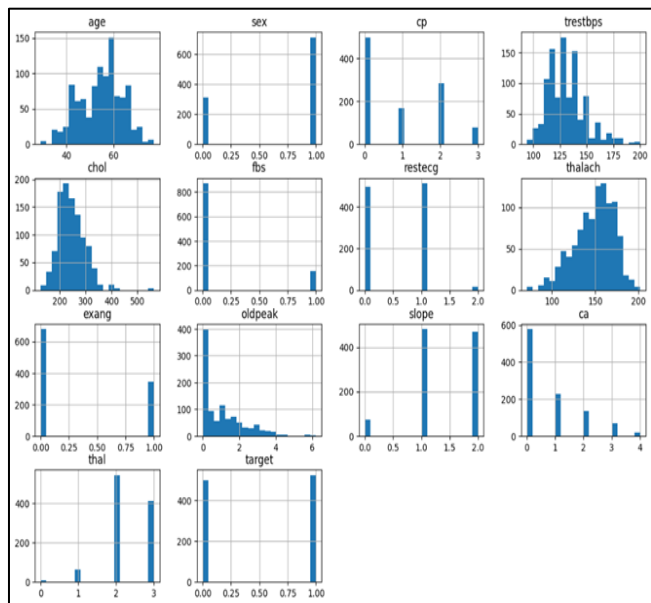 age sex cp trestbps
150 100 50 0
600 400 200 0
400 200 0
150 100 50 0
40 60
0.00 0.25 0.50 0.75 1.00
0 1 2 3
100 125 150 175 200
chol fbs restecg thalach
200 150 100 50 0
800 600 400 200 0
400 200 0
100 50 0
200 300 400 500
0.00 0.25 0.50 0.75 1.00
0.0 0.5 1.0 1.5 2.0
100 150 200
exang oldpeak slope ca
600 400 200 0
400 300 200 100 0
400 200 0
600 400 200 0
0.00 0.25 0.50 0.75 1.00
0 2 4 6
0.0 0.5 1.0 1.5 2.0
0 1 2 3 4
thal target
400 200 0
400 200 0
0 1 2 3
0.00 0.25 0.50 0.75 1.00